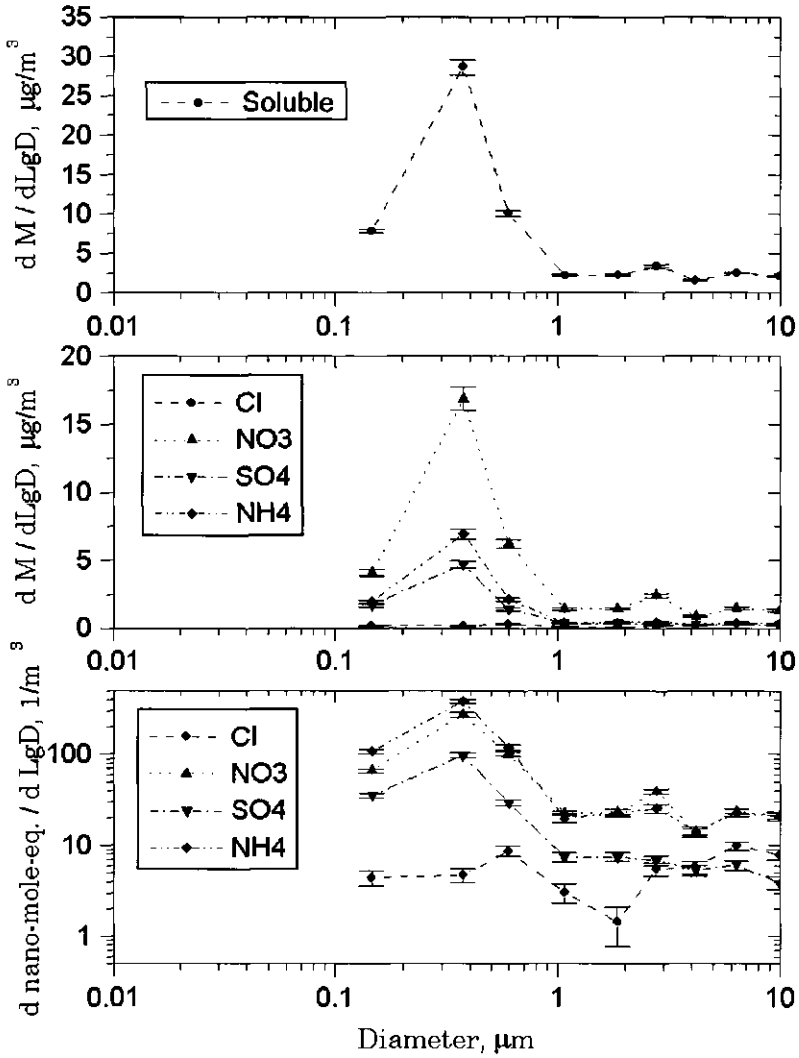 d M / dLgD, μg/m³
35
30
25
20
15
10
5
0
Soluble
0.01 0.1 1 10
d M / dLgD, μg/m³
20
15
10
5
0
Cl
NO3
SO4
NH4
0.01 0.1 1 10
d nano-mole-eq. / d LgD, 1/m³
100
10
1
Cl
NO3
SO4
NH4
0.01 0.1 1 10
Diameter, μm